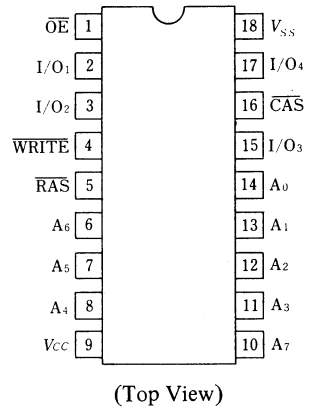 OE 1 18 Vss
I/O1 2 17 I/O4
I/O2 3 16 CAS
WRITE 4 15 I/O3
RAS 5 14 A0
A6 6 13 A1
A5 7 12 A2
A4 8 11 A3
Vcc 9 10 A7
(Top View)